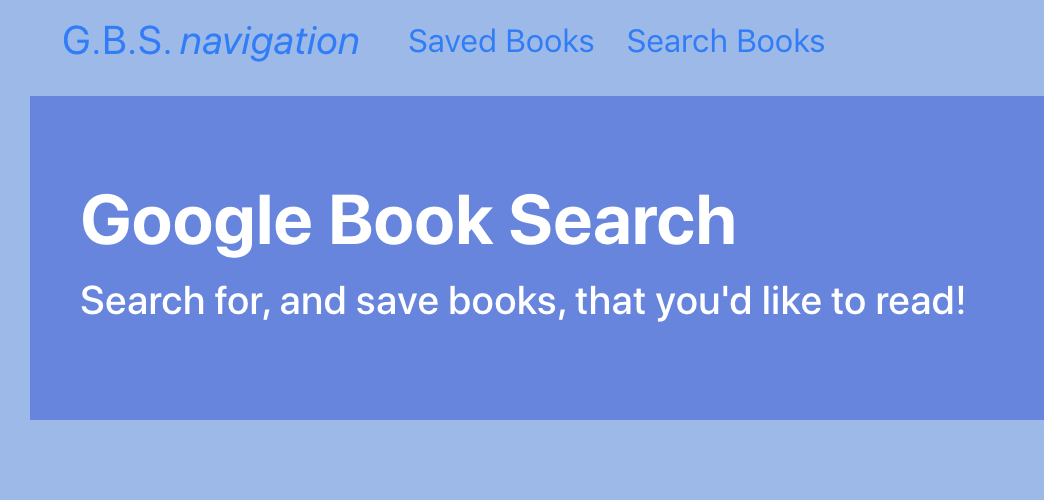 G.B.S. navigation Saved Books Search Books
Google Book Search
Search for, and save books, that you'd like to read!